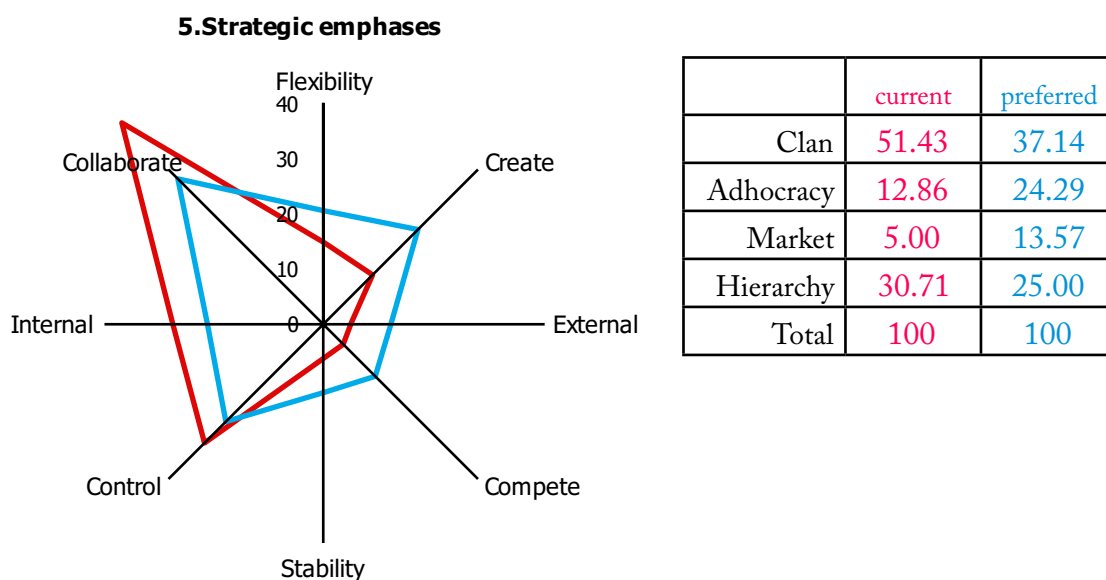 5.Strategic emphases
Flexibility
40
30
20
10
0
Collaborate
Create
Internal
External
Control
Compete
Stability
current preferred
Clan 51.43 37.14
Adhocracy 12.86 24.29
Market 5.00 13.57
Hierarchy 30.71 25.00
Total 100 100